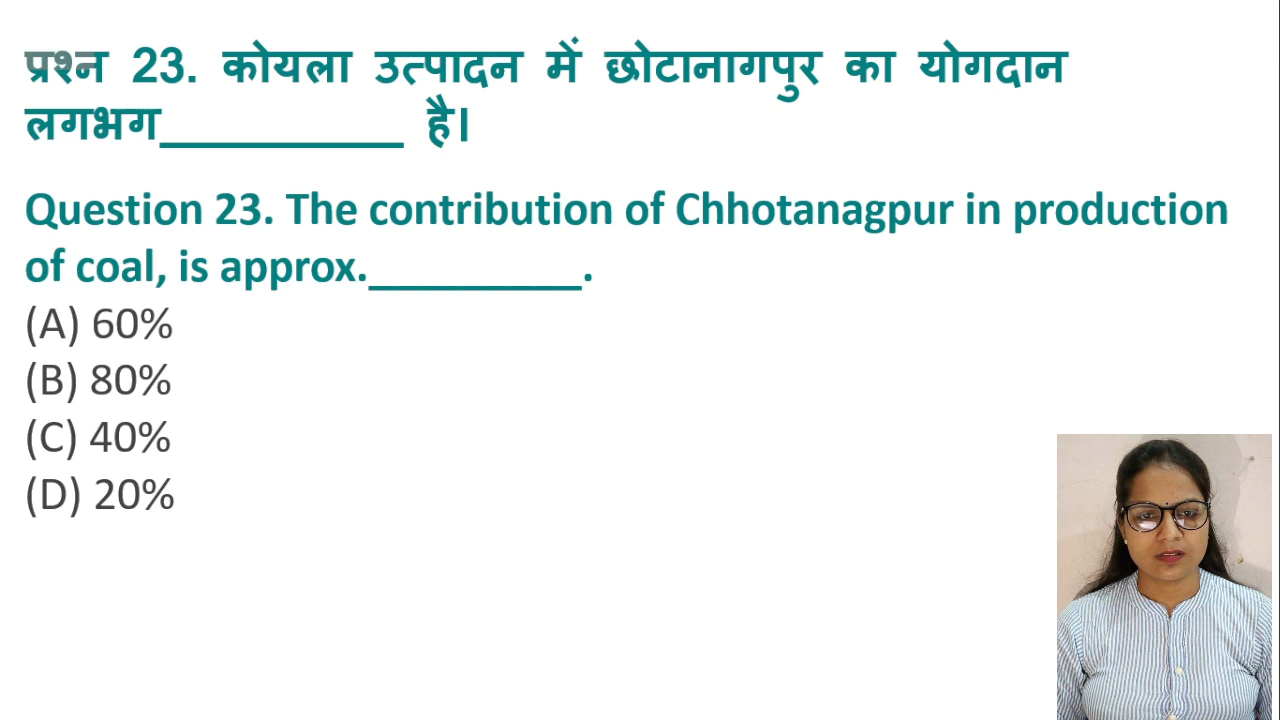 प्रश्न 23. कोयला उत्पादन में छोटानागपुर का योगदान
लगभग__________ है।
Question 23. The contribution of Chhotanagpur in production
of coal, is approx.__________.
(A) 60%
(B) 80%
(C) 40%
(D) 20%